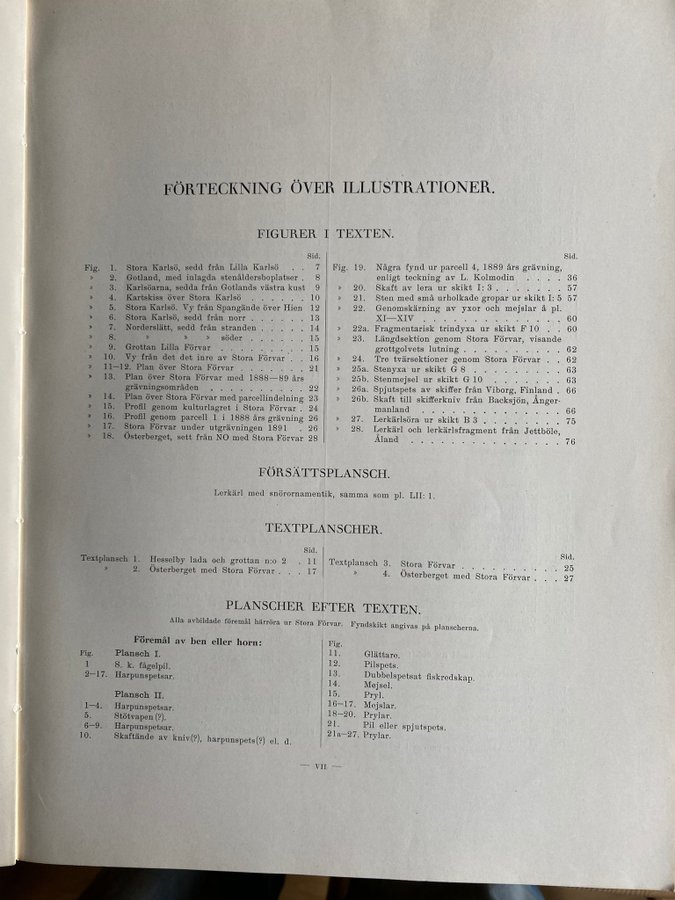 FÖRTECKNING ÖVER ILLUSTRATIONER.
FIGURER I TEXTEN.
Sid.
Fig. 1. Stora Karlsö, sedd från Lilla Karlsö . . 7
» 2. Gotland, med inlagda stenåldersboplatser . 8
» 3. Karlsöarna, sedda från Gotlands västra kust 9
» 4. Kartskiss över Stora Karlsö . . . . . . 10
» 5. Stora Karlsö. Vy från Spangände över Hien 12
» 6. Stora Karlsö, sedd från norr . . . . . . 13
» 7. Norderslätt, sedd från stranden . . . . . 14
» 8. » » » söder . . . . . . 15
» 9. Grottan Lilla Förvar . . . . . . . . . 15
» 10. Vy från det det inre av Stora Förvar . . 16
» 11—12. Plan över Stora Förvar . . . . . . . 21
» 13. Plan över Stora Förvar med 1888—89 års
grävningsområden . . . . . . . . . . 22
» 14. Plan över Stora Förvar med parcellindelning 23
» 15. Profil genom kulturlagret i Stora Förvar . 24
» 16. Profil genom parcell 1 i 1888 års grävning 26
» 17. Stora Förvar under utgrävningen 1891 . 26
» 18. Österberget, sett från NO med Stora Förvar 28
Sid.
Fig. 19. Några fynd ur parcell 4, 1889 års grävning,
enligt teckning av L. Kolmodin . . . . 36
» 20. Skaft av lera ur skikt I: 3 . . . . . . . 57
» 21. Sten med små urholkade gropar ur skikt I: 5 57
» 22. Genomskärning av yxor och mejslar å pl.
XI—XIV . . . . . . . . . . . . . . 60
» 22a. Fragmentarisk trindyxa ur skikt F 10 . . 60
» 23. Längdsektion genom Stora Förvar, visande
grottgolvets lutning . . . . . . . . . . 62
» 24. Tre tvärsektioner genom Stora Förvar . . 62
» 25a. Stenyxa ur skikt G 8 . . . . . . . . . 63
» 25b. Stenmejsel ur skikt G 10 . . . . . . . 63
» 26a. Spjutspets av skiffer från Viborg, Finland . 66
» 26b. Skaft till skifferkniv från Backsjön, Ånger-
manland . . . . . . . . . . . . . . 66
» 27. Lerkärlsöra ur skikt B 3 . . . . . . . . 75
» 28. Lerkärl och lerkärlsfragment från Jettböle,
Åland . . . . . . . . . . . . . . . 76
FÖRSÄTTSPLANSCH.
Lerkärl med snörornamentik, samma som pl. LII: 1.
TEXTPLANSCHER.
Sid.
Textplansch 1. Hesselby lada och grottan n:o 2 . 11
» 2. Österberget med Stora Förvar . . . 17
Sid.
Textplansch 3. Stora Förvar . . . . . . . . . . 25
» 4. Österberget med Stora Förvar . . . 27
PLANSCHER EFTER TEXTEN.
Alla avbildade föremål härröra ur Stora Förvar. Fyndskikt angivas på planscherna.
Föremål av ben eller horn:
Fig. Plansch I.
1 S. k. fågelpil.
2—17. Harpunspetsar.
Plansch II.
1—4. Harpunspetsar.
5. Stötvapen(?).
6—9. Harpunspetsar.
10. Skaftände av kniv(?), harpunspets(?) el. d.
Fig.
11. Glättare.
12. Pilspets.
13. Dubbelspetsat fiskredskap.
14. Mejsel.
15. Pryl.
16—17. Mejslar.
18—20. Prylar.
21. Pil eller spjutspets.
21a—27. Prylar.
— VII —